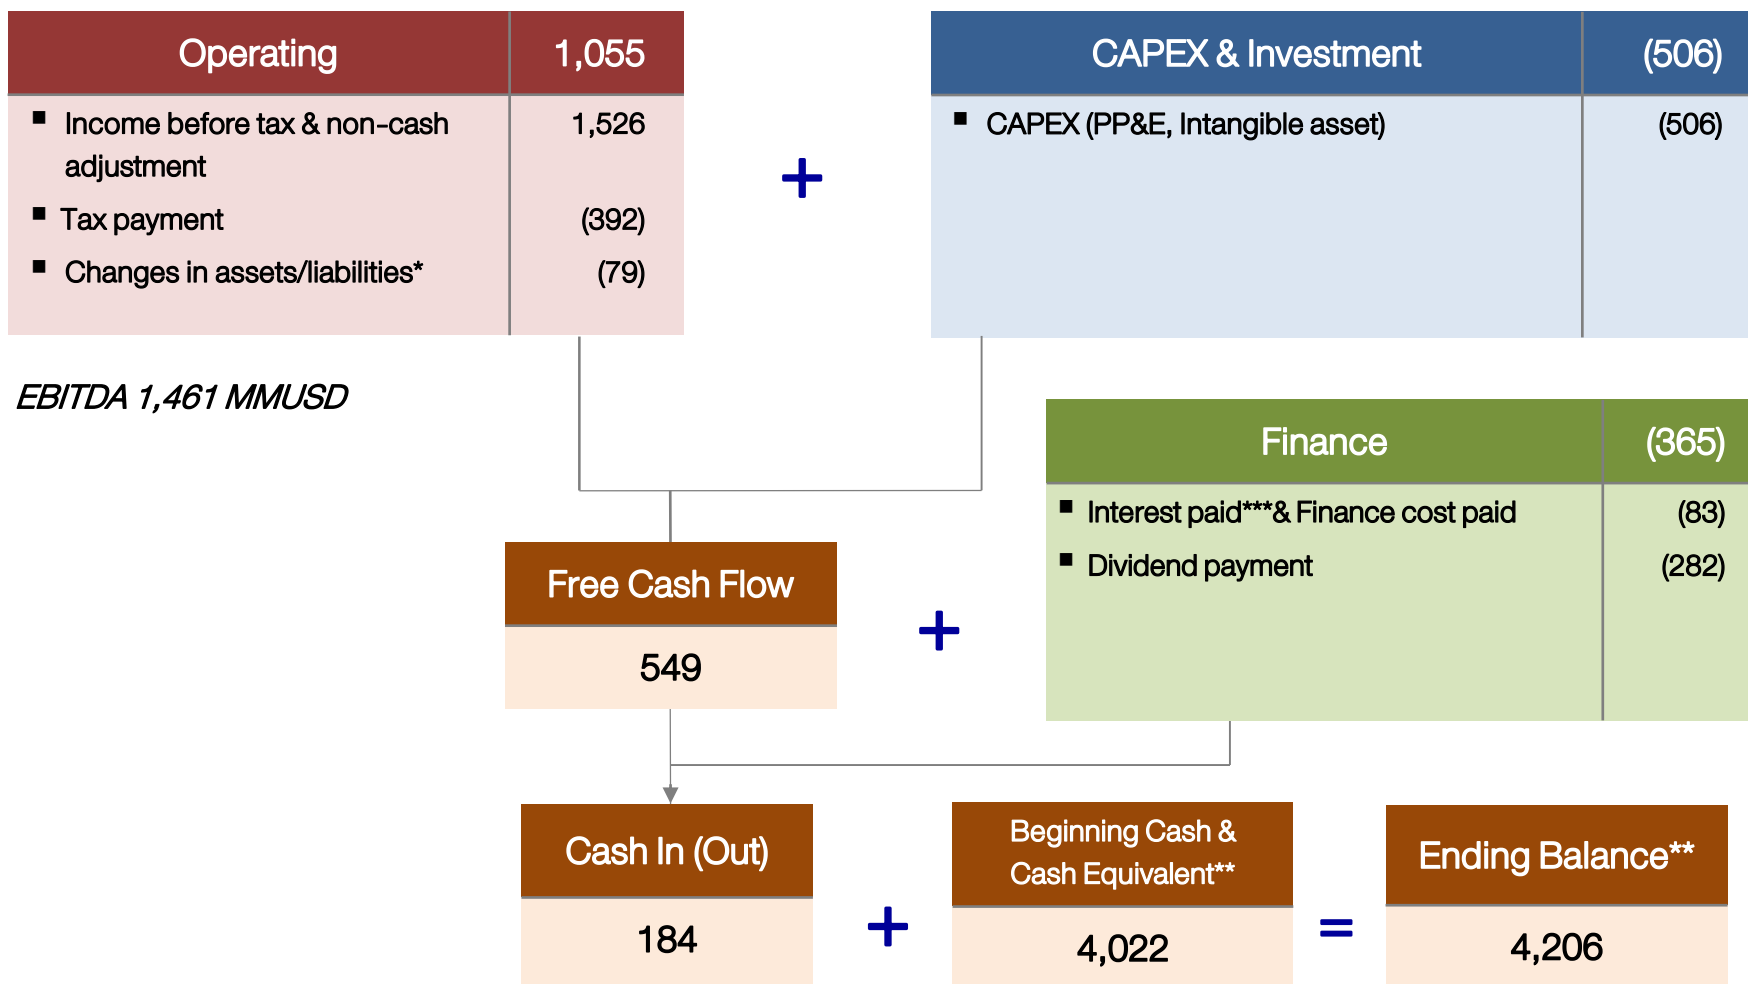 Operating 1,055
Income before tax & non-cash 1,526
adjustment
Tax payment (392)
Changes in assets/liabilities* (79)
+
CAPEX & Investment (506)
CAPEX (PP&E, Intangible asset) (506)
EBITDA 1,461 MMUSD
Finance (365)
Interest paid***& Finance cost paid (83)
Dividend payment (282)
Free Cash Flow
549
+
Cash In (Out)
184
+
Beginning Cash &
Cash Equivalent**
4,022
=
Ending Balance**
4,206